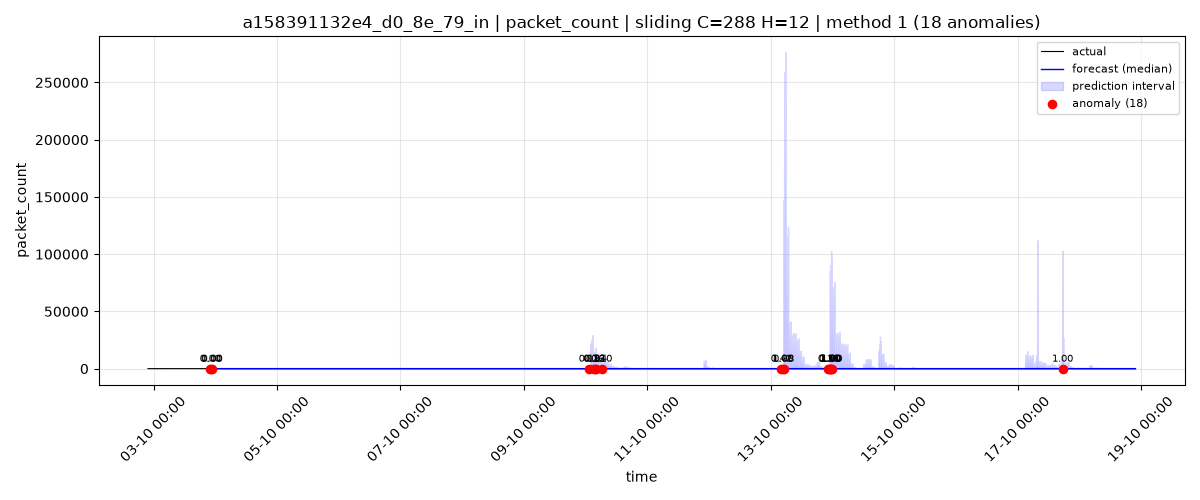 a158391132e4_d0_8e_79_in | packet_count | sliding C=288 H=12 | method 1 (18 anomalies)
actual
forecast (median)
prediction interval
anomaly (18)
packet_count
250000
200000
150000
100000
50000
0
1.00
03-10 00:00
05-10 00:00
07-10 00:00
09-10 00:00
11-10 00:00
13-10 00:00
15-10 00:00
17-10 00:00
19-10 00:00
time